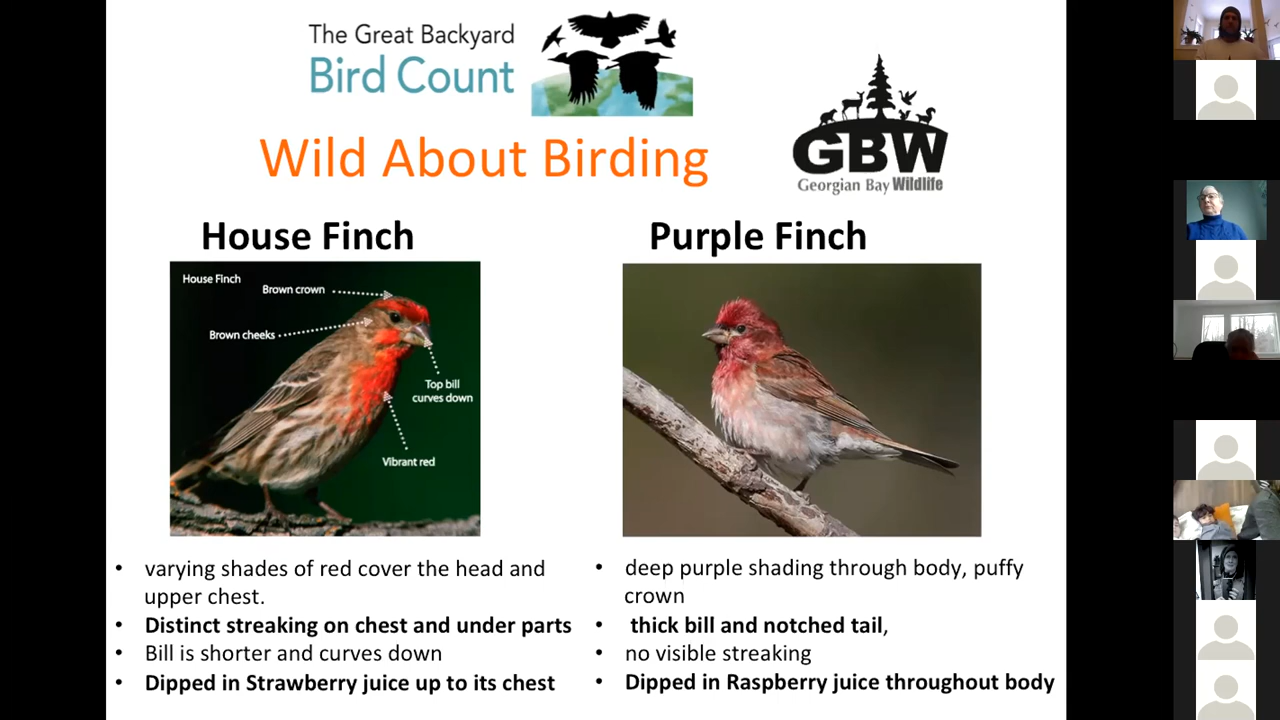 The Great Backyard
Bird Count
GBW
Georgian Bay Wildlife
Wild About Birding
House Finch
Purple Finch
House Finch
Brown crown
Brown cheeks
Top bill
curves down
Vibrant red
• varying shades of red cover the head and
upper chest.
• Distinct streaking on chest and under parts
• Bill is shorter and curves down
• Dipped in Strawberry juice up to its chest
• deep purple shading through body, puffy
crown
• thick bill and notched tail,
• no visible streaking
• Dipped in Raspberry juice throughout body